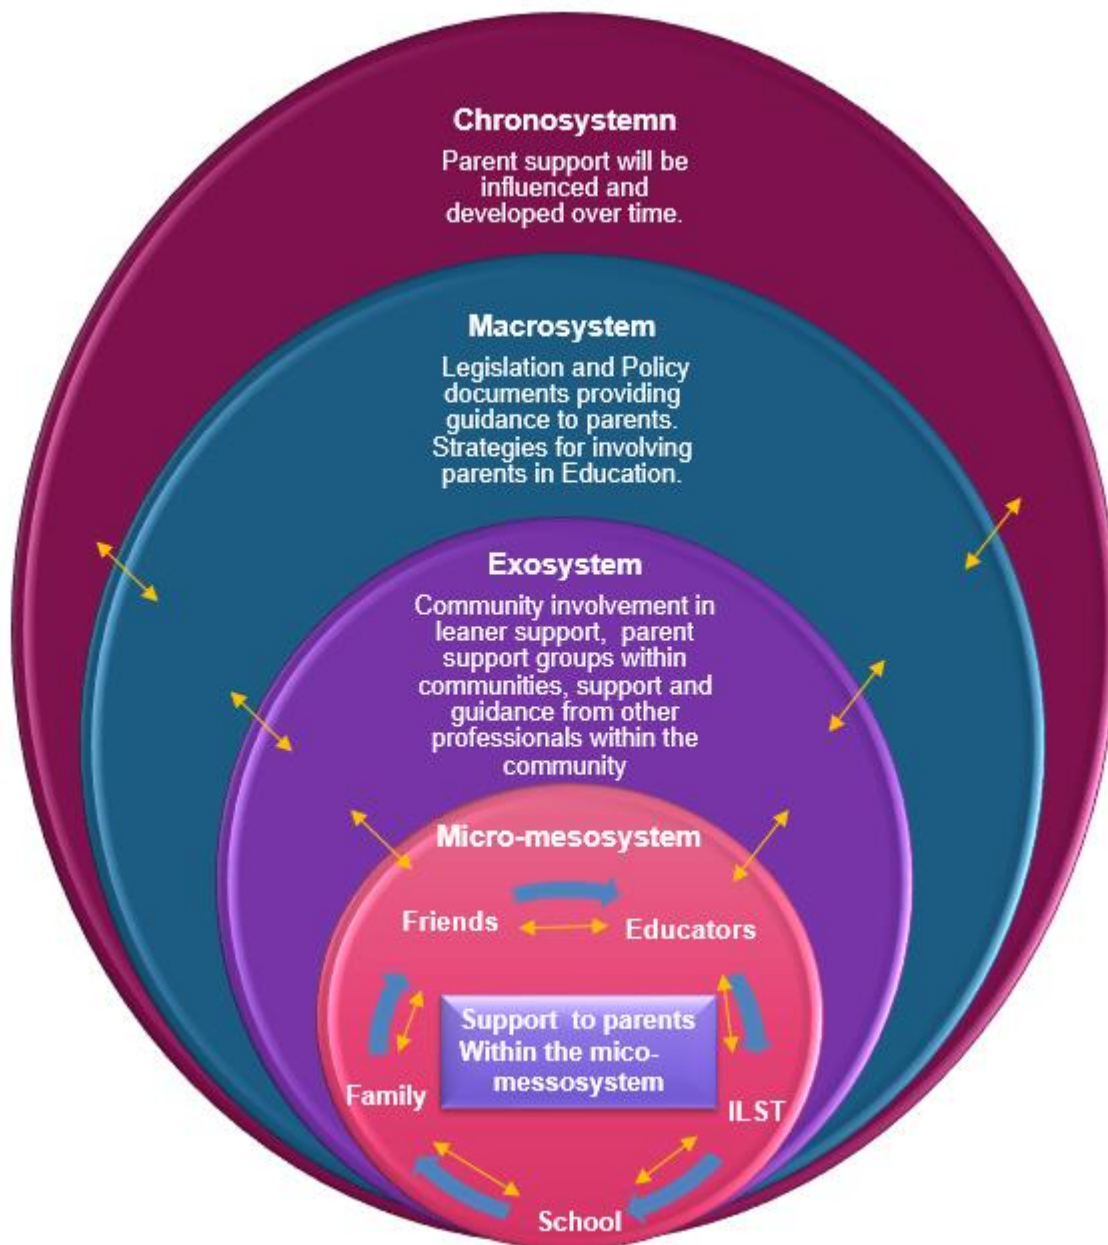 Chronosystemn
Parent support will be
influenced and
developed over time.
Macrosystem
Legislation and Policy
documents providing
guidance to parents.
Strategies for involving
parents in Education.
Exosystem
Community involvement in
leaner support, parent
support groups within
communities, support and
guidance from other
professionals within the
community
Micro-mesosystem
Friends
Educators
Support to parents
Within the mico-
messosystem
Family
ILST
School